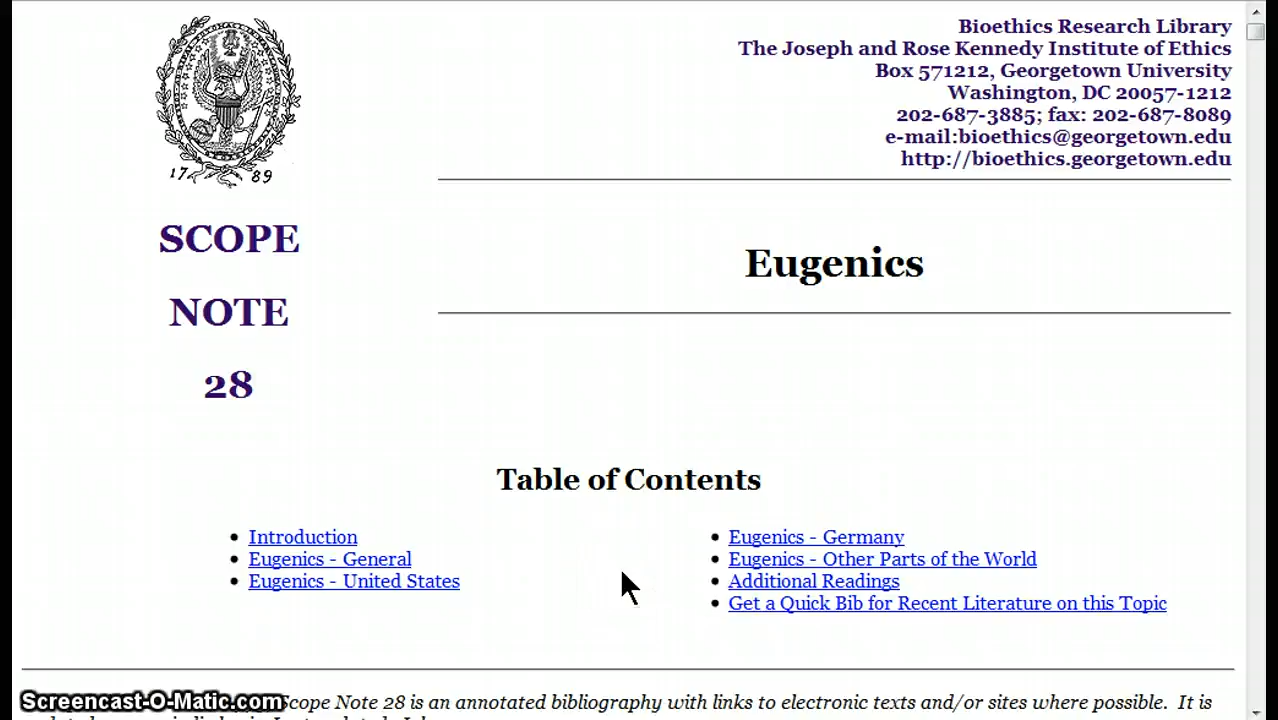 Bioethics Research Library
The Joseph and Rose Kennedy Institute of Ethics
Box 571212, Georgetown University
Washington, DC 20057-1212
202-687-3885; fax: 202-687-8089
e-mail:bioethics@georgetown.edu
http://bioethics.georgetown.edu
17 89
SCOPE
NOTE
28
Eugenics
Table of Contents
Introduction
Eugenics - General
Eugenics - United States
Eugenics - Germany
Eugenics - Other Parts of the World
Additional Readings
Get a Quick Bib for Recent Literature on this Topic
Screencast-O-Matic.com
Scope Note 28 is an annotated bibliography with links to electronic texts and/or sites where possible. It is